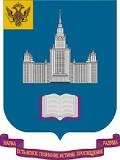 НАУКА
ЕСТЬ ЯСНОЕ ПОЗНАНИЕ ИСТИНЫ, ПРОСВЕЩЕНИЕ
РАЗУМА